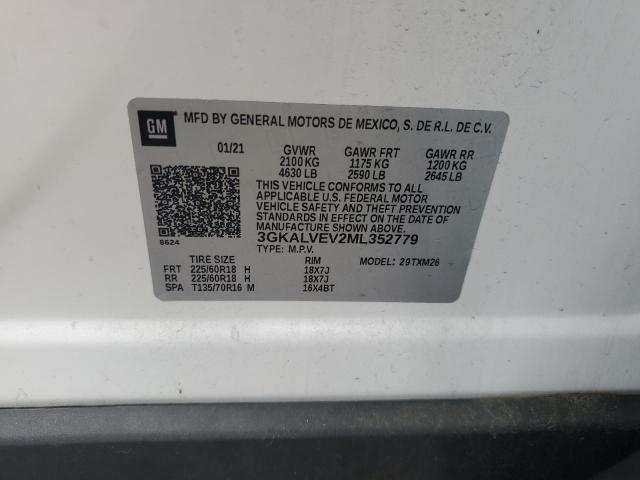 GM
MFD BY GENERAL MOTORS DE MEXICO, S. DE R.L. DE C.V.
01/21 GVWR GAWR FRT GAWR RR
2100 KG 1175 KG 1200 KG
4630 LB 2590 LB 2645 LB
THIS VEHICLE CONFORMS TO ALL
APPLICABLE U.S. FEDERAL MOTOR
VEHICLE SAFETY AND THEFT
PREVENTION STANDARDS IN EFFECT
ON THE DATE OF MANUFACTURE
SHOWN ABOVE.
8624
3GKALVEV2ML352779
TYPE: M.P.V. MODEL: 29TXM26
TIRE SIZE RIM
FRT 225/60R18 H 18X7J
RR 225/60R18 H 18X7J
SPA T135/70R16 M 16X4BT